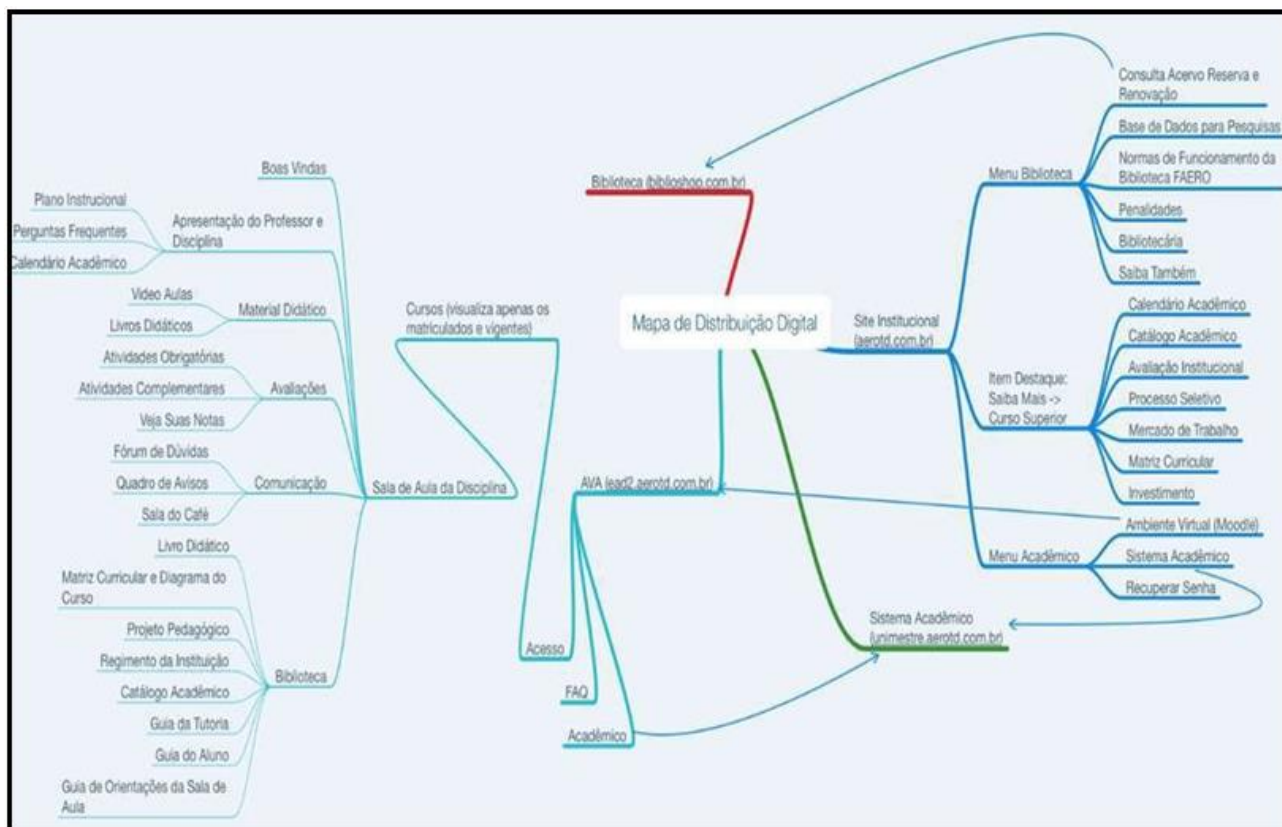 Mapa de Distribuição Digital
Biblioteca (biblioshop.com.br)
Site Institucional
(aerotd.com.br)
Menu Biblioteca
Consulta Acervo Reserva e
Renovação
Base de Dados para Pesquisas
Normas de Funcionamento da
Biblioteca FAERO
Penalidades
Bibliotecária
Saiba Também
Item Destaque:
Saiba Mais ->
Curso Superior
Calendário Acadêmico
Catálogo Acadêmico
Avaliação Institucional
Processo Seletivo
Mercado de Trabalho
Matriz Curricular
Investimento
Menu Acadêmico
Ambiente Virtual (Moodle)
Sistema Acadêmico
Recuperar Senha
Sistema Acadêmico
(unimestre.aerotd.com.br)
AVA (ead2.aerotd.com.br)
Acesso
FAQ
Acadêmico
Cursos (visualiza apenas os
matriculados e vigentes)
Sala de Aula da Disciplina
Boas Vindas
Apresentação do Professor e
Disciplina
Plano Instrucional
Perguntas Frequentes
Calendário Acadêmico
Material Didático
Video Aulas
Livros Didáticos
Avaliações
Atividades Obrigatórias
Atividades Complementares
Veja Suas Notas
Comunicação
Fórum de Dúvidas
Quadro de Avisos
Sala do Café
Biblioteca
Livro Didático
Matriz Curricular e Diagrama do
Curso
Projeto Pedagógico
Regimento da Instituição
Catálogo Acadêmico
Guia da Tutoria
Guia do Aluno
Guia de Orientações da Sala de
Aula